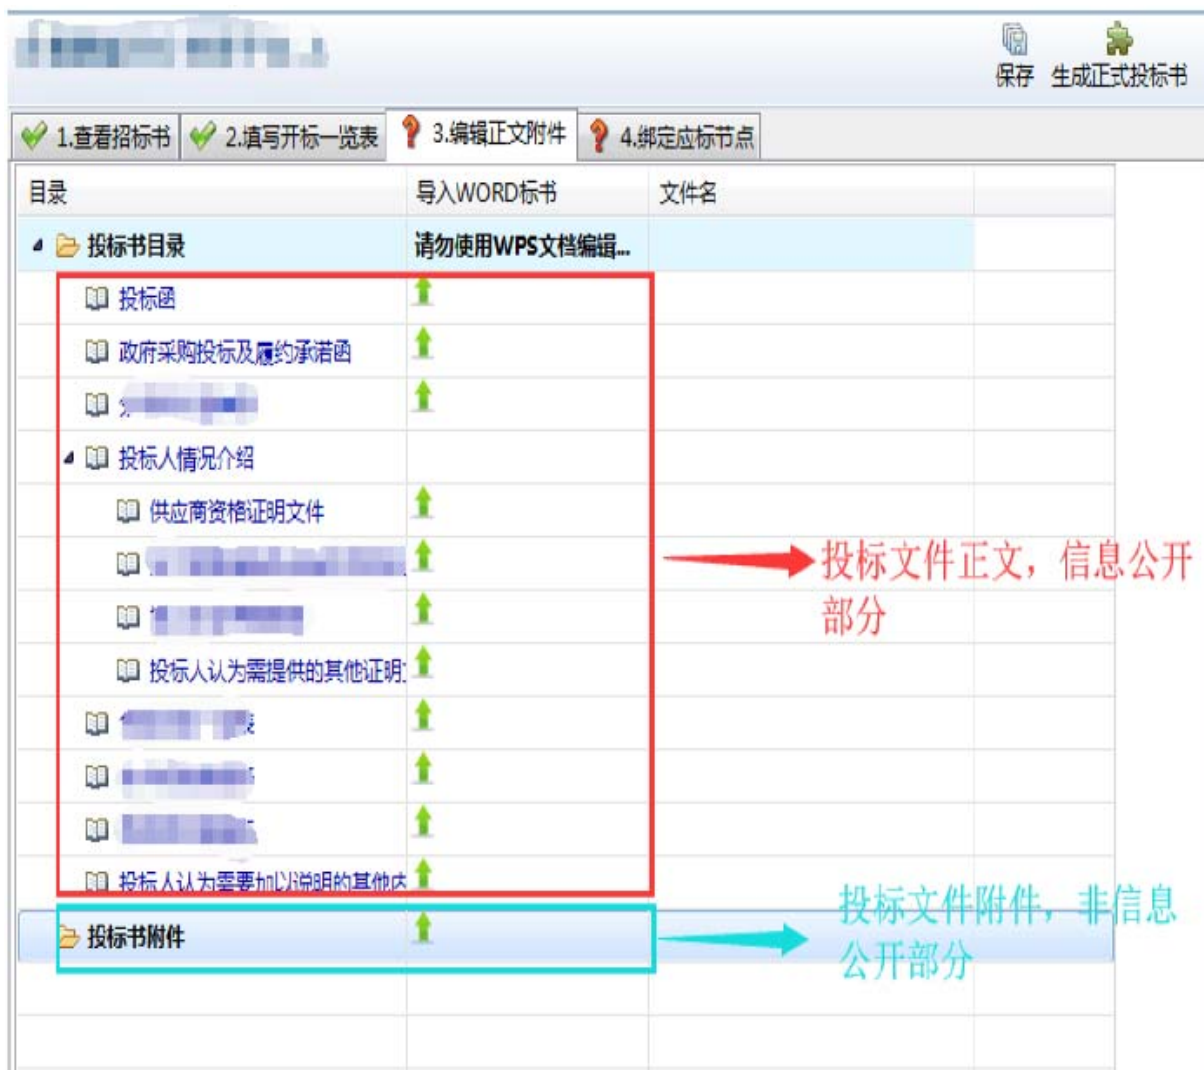 保存 生成正式投标书
1.查看招标书 2.填写开标一览表 3.编辑正文附件 4.绑定应标节点
目录 导入WORD标书 文件名
投标书目录 请勿使用WPS文档编辑...
投标函
政府采购投标及履约承诺函
投标人情况介绍
供应商资格证明文件
投标文件正文，信息公开
部分
投标人认为需提供的其他证明
投标人认为需要加以说明的其他内
投标文件附件，非信息
公开部分
投标书附件